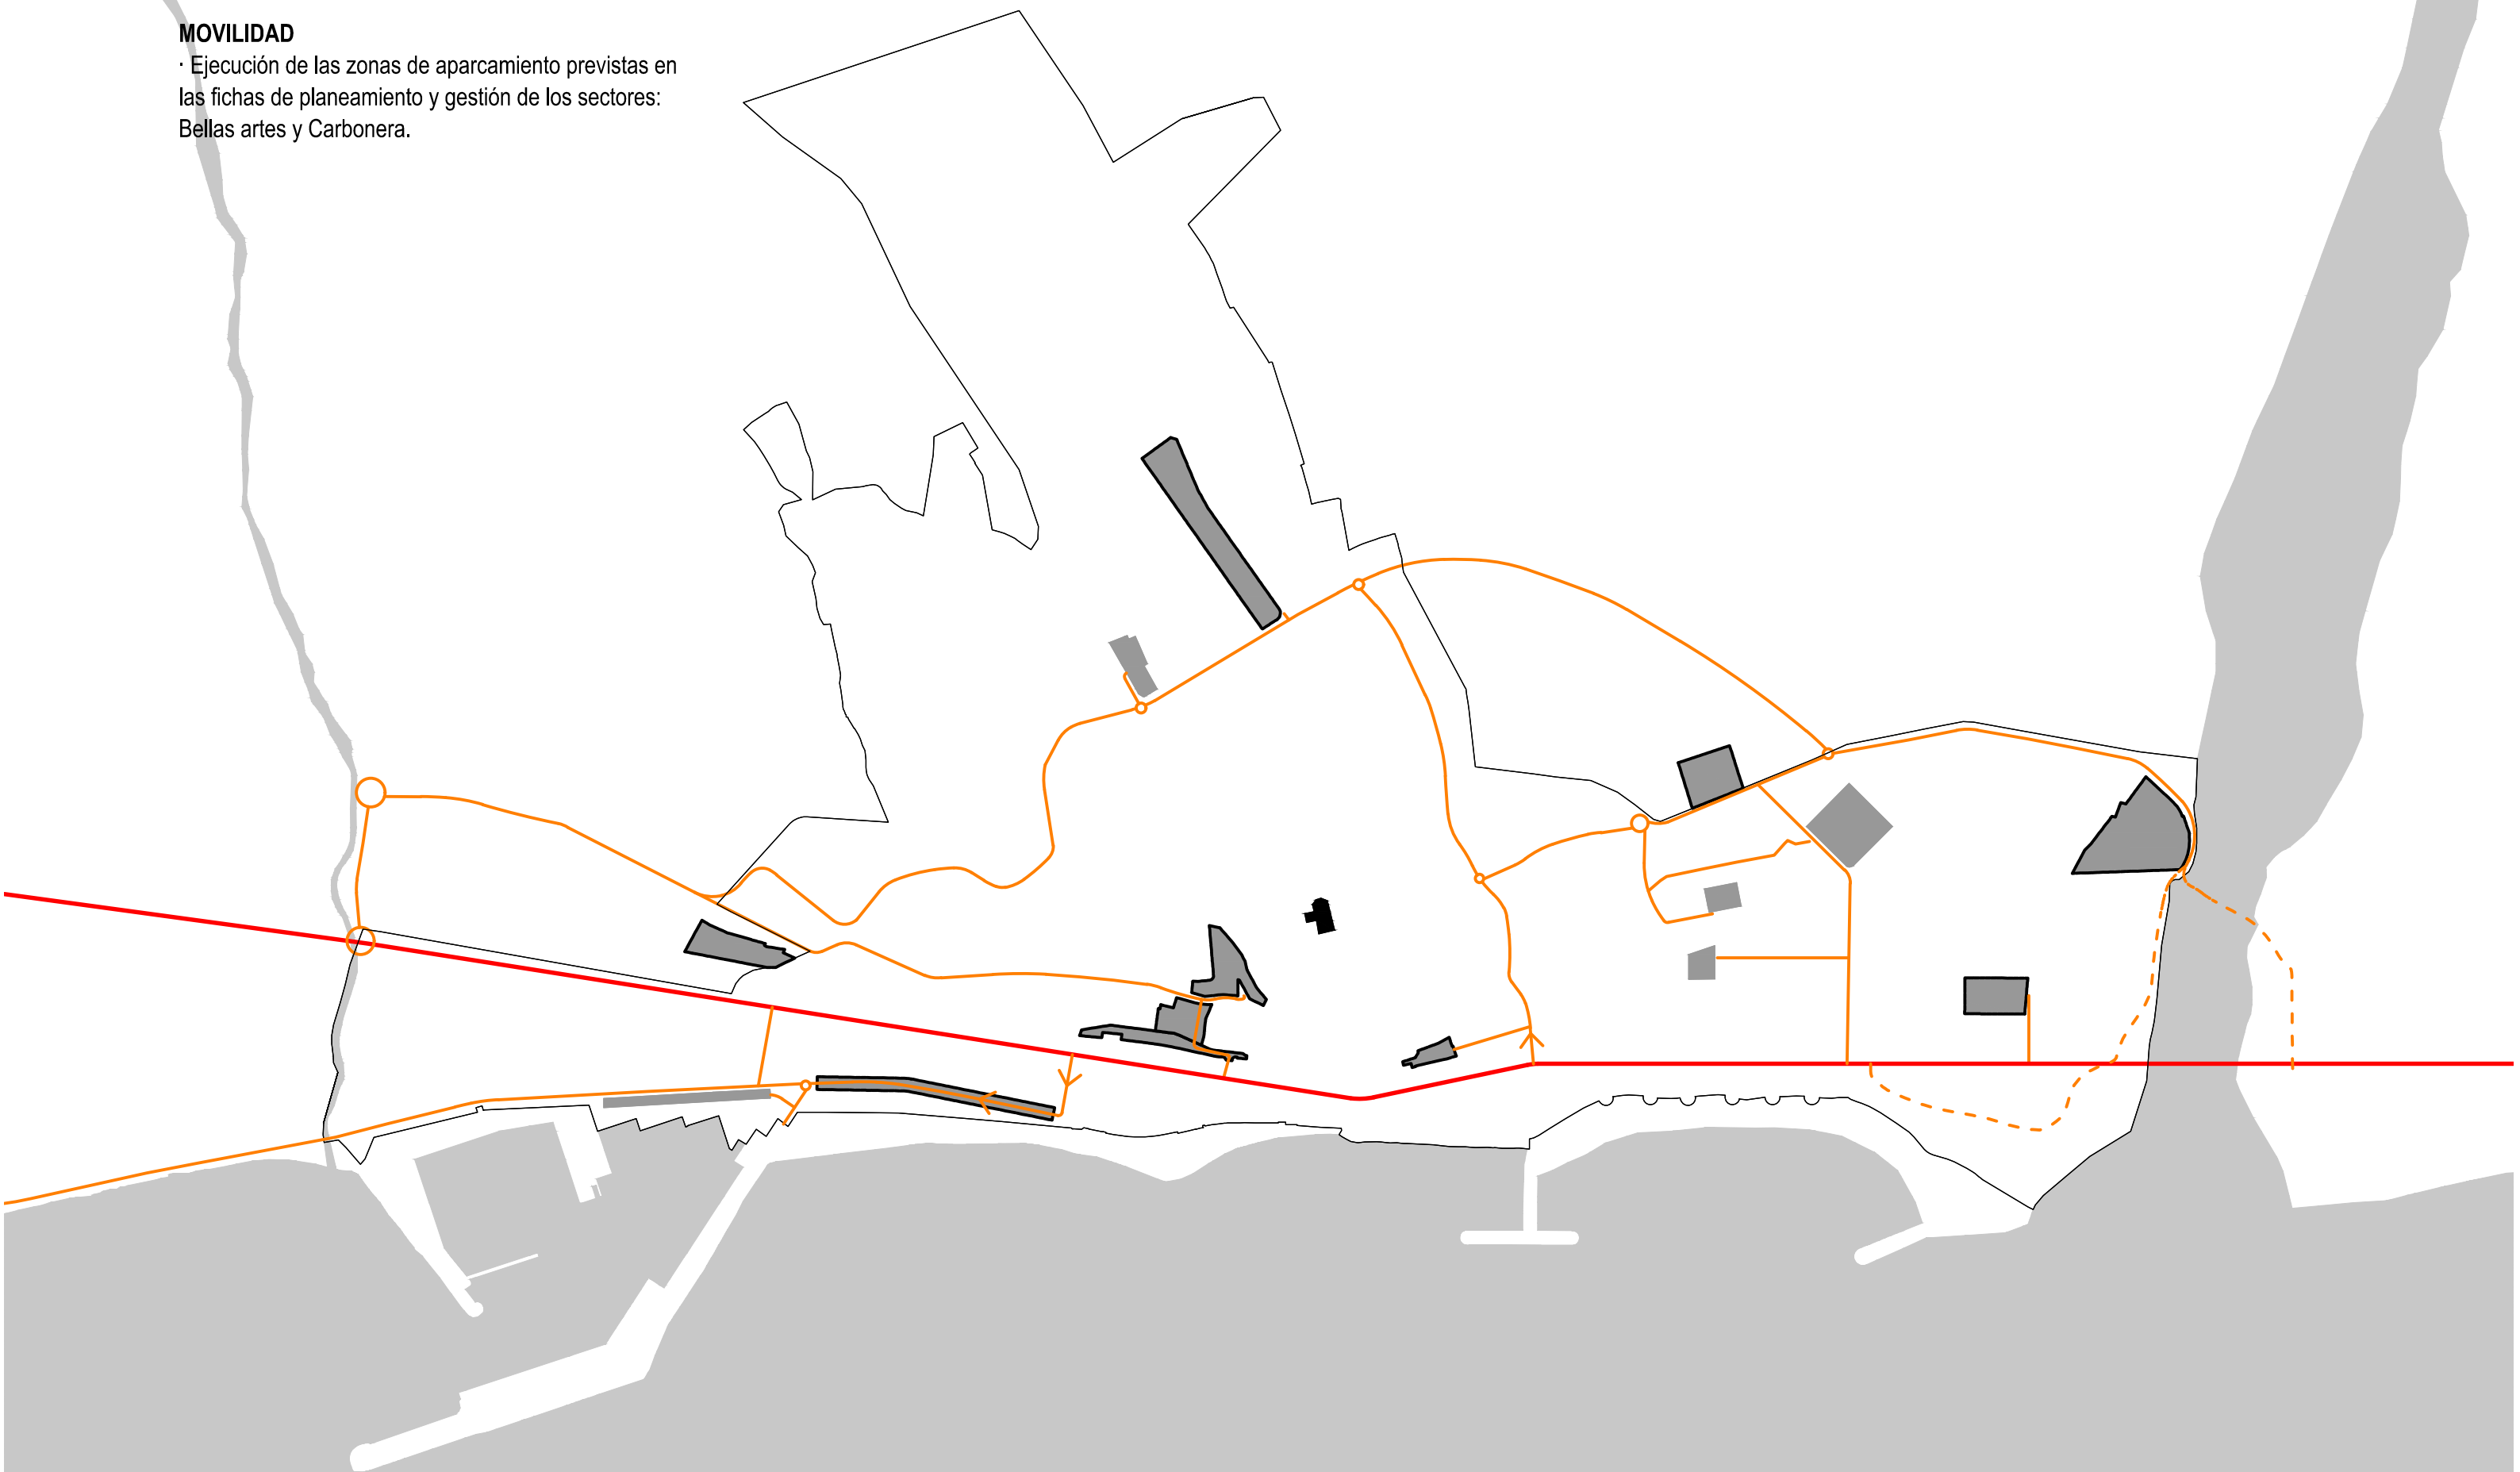 MOVILIDAD
· Ejecución de las zonas de aparcamiento previstas en
las fichas de planeamiento y gestión de los sectores:
Bellas artes y Carbonera.